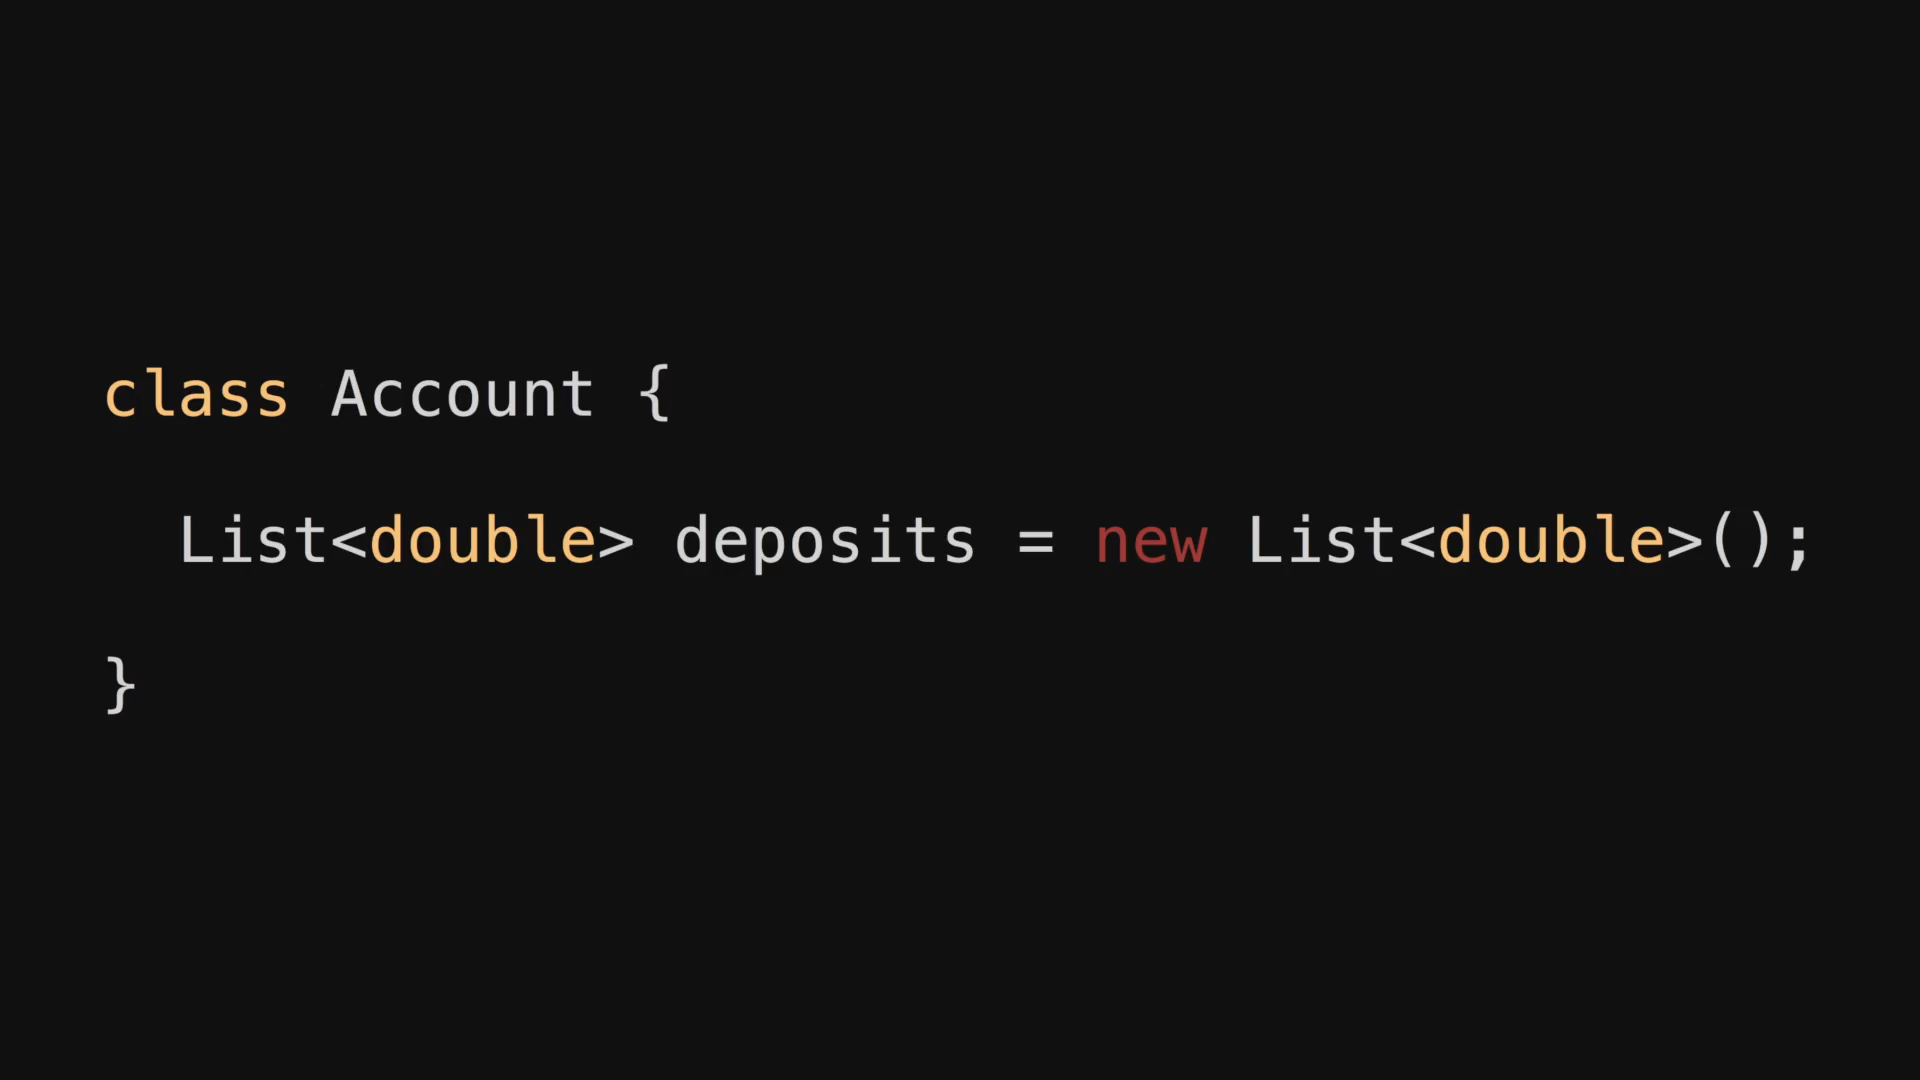 class Account {
  List<double> deposits = new List<double>();
}